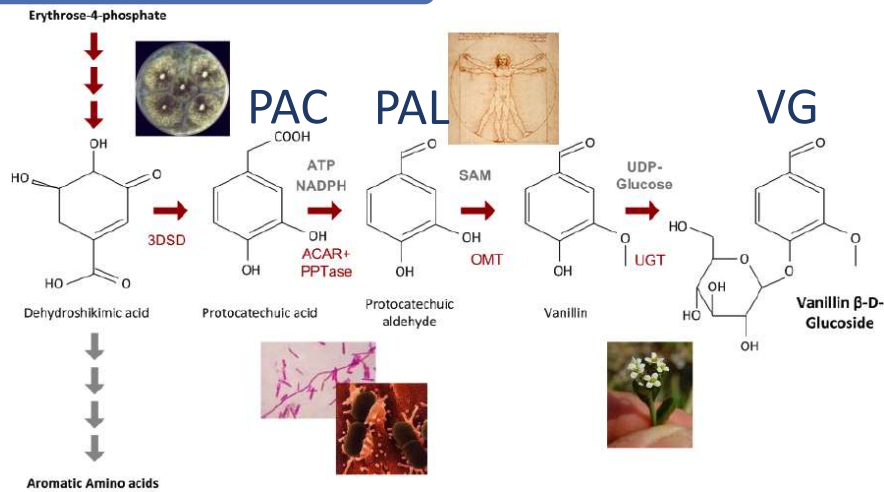 Erythrose-4-phosphate
PAC
PAL
VG
OH
HO
O
O
HO
Dehydroshikimic acid
3DSD
COOH
OH
OH
Protocatechuic acid
ATP
NADPH
ACAR+
PPTase
O
OH
OH
Protocatechuic
aldehyde
SAM
OMT
O
O
OH
Vanillin
UDP-
Glucose
UGT
O
O
O
HO
O
OH
HO
OH
Vanillin β-D-
Glucoside
Aromatic Amino acids